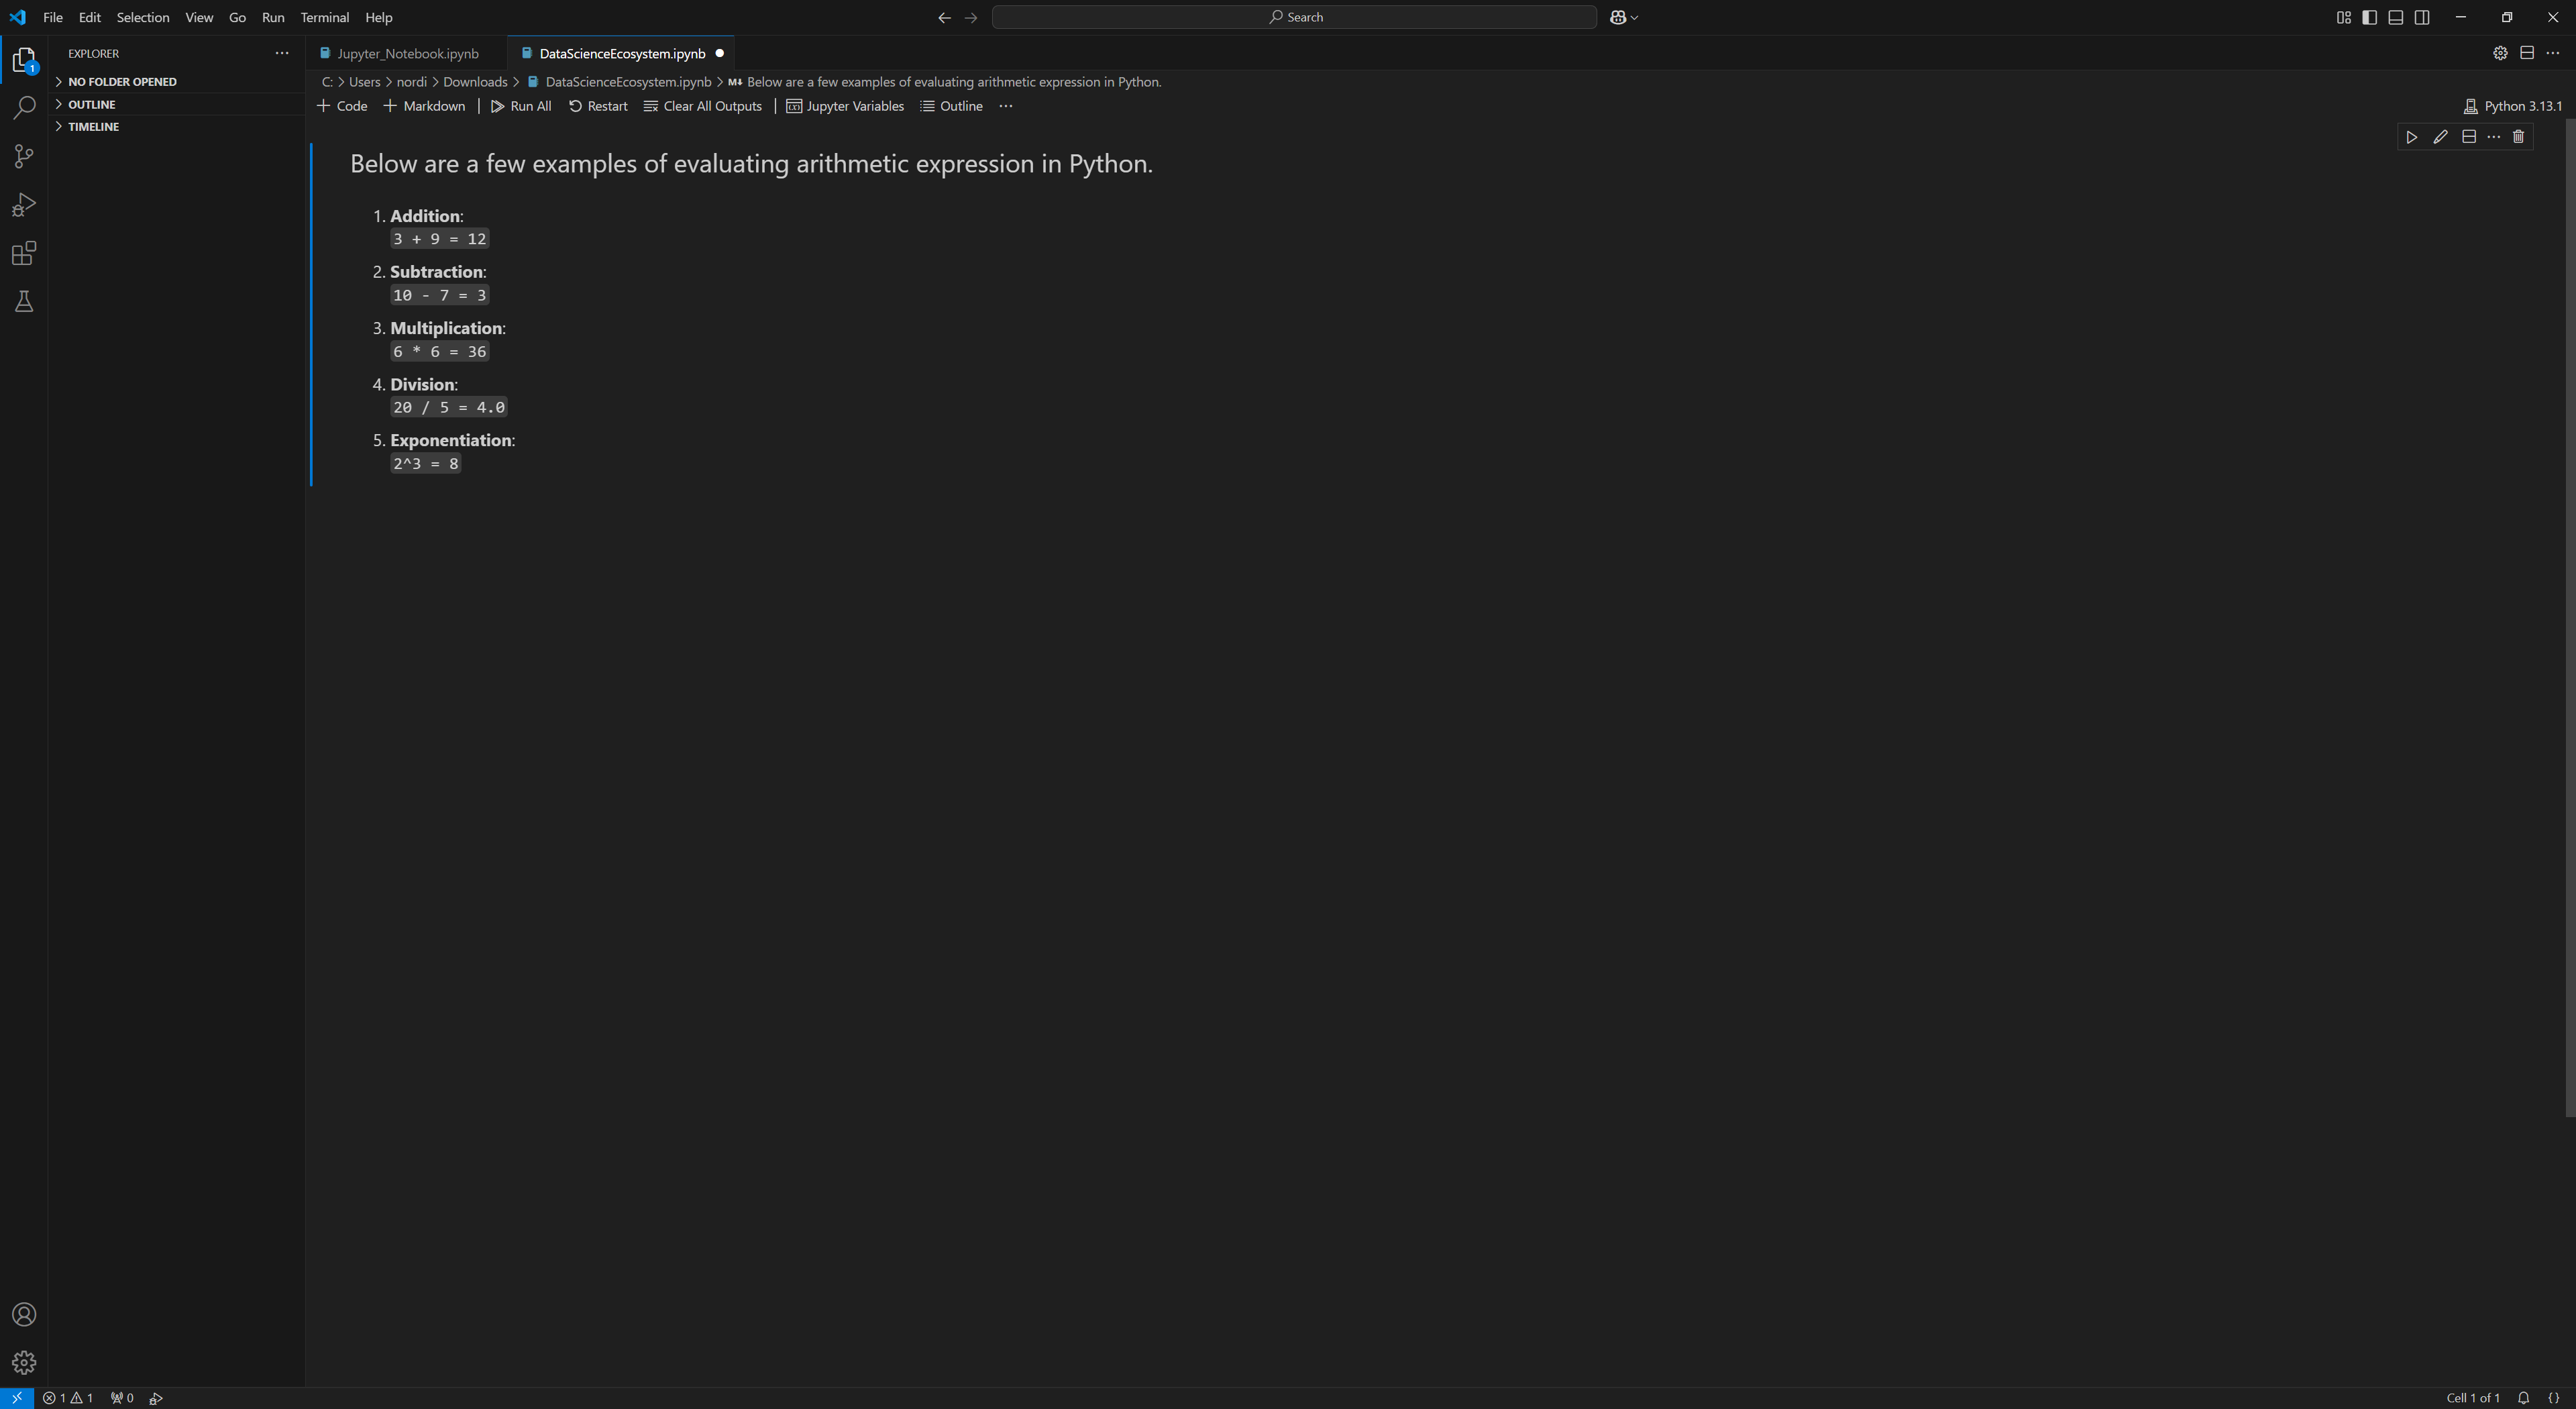 File Edit Selection View Go Run Terminal Help
Search
EXPLORER
NO FOLDER OPENED
OUTLINE
TIMELINE
1
Jupyter_Notebook.ipynb
DataScienceEcosystem.ipynb
C: > Users > nordi > Downloads > DataScienceEcosystem.ipynb > M↓ Below are a few examples of evaluating arithmetic expression in Python.
+ Code + Markdown | Run All Restart Clear All Outputs | Jupyter Variables Outline ...
Python 3.13.1
Below are a few examples of evaluating arithmetic expression in Python.
1. Addition:
3 + 9 = 12
2. Subtraction:
10 - 7 = 3
3. Multiplication:
6 * 6 = 36
4. Division:
20 / 5 = 4.0
5. Exponentiation:
2^3 = 8
1 1 0
Cell 1 of 1 {}